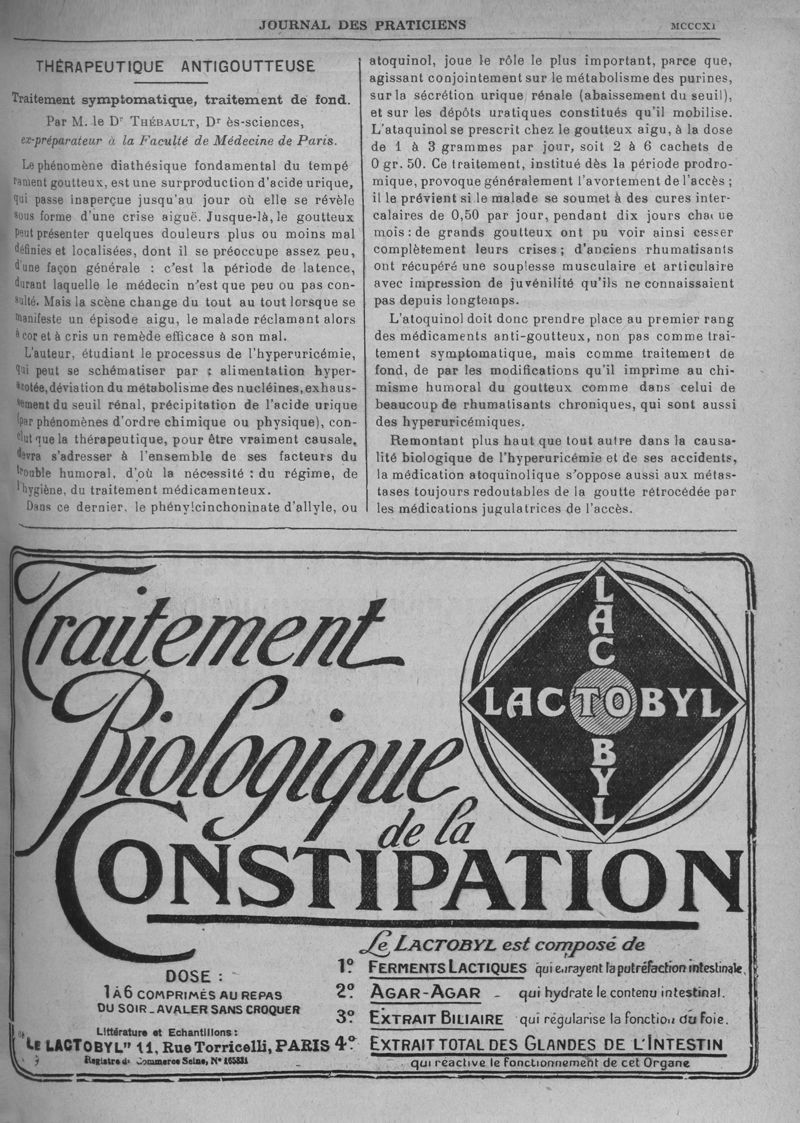 JOURNAL DES PRATICIENS
MCCCXI
THÉRAPEUTIQUE ANTIGOUTTEUSE
Traitement symptomatique, traitement de fond.
Par M. le Dr THÉBAULT, Dr ès-sciences,
ex-préparateur à la Faculté de Médecine de Paris.
Le phénomène diathésique fondamental du tempé
rament goutteux, est une surproduction d'acide urique,
qui passe inaperçue jusqu'au jour où elle se révèle
sous forme d'une crise aiguë. Jusque-là, le goutteux
peut présenter quelques douleurs plus ou moins mal
définies et localisées, dont il se préoccupe assez peu,
d'une façon générale : c'est la période de latence,
durant laquelle le médecin n'est que peu ou pas con-
sulté. Mais la scène change du tout au tout lorsque se
manifeste un épisode aigu, le malade réclamant alors
à cor et à cris un remède efficace à son mal.
L'auteur, étudiant le processus de l'hyperuricémie,
qui peut se schématiser par : alimentation hyper-
azotée, déviation du métabolisme des nucléines, exhaus-
sement du seuil rénal, précipitation de l'acide urique
(par phénomènes d'ordre chimique ou physique), con-
clut que la thérapeutique, pour être vraiment causale,
devra s'adresser à l'ensemble de ses facteurs du
trouble humoral, d'où la nécessité : du régime, de
l'hygiène, du traitement médicamenteux.
Dans ce dernier, le phénylcinchoninate d'allyle, ou
atoquinol, joue le rôle le plus important, parce que,
agissant conjointement sur le métabolisme des purines,
sur la sécrétion urique rénale (abaissement du seuil),
et sur les dépôts uratiques constitués qu'il mobilise.
L'ataquinol se prescrit chez le goutteux aigu, à la dose
de 1 à 3 grammes par jour, soit 2 à 6 cachets de
0 gr. 50. Ce traitement, institué dès la période prodro-
mique, provoque généralement l'avortement de l'accès ;
il le prévient si le malade se soumet à des cures inter-
calaires de 0,50 par jour, pendant dix jours chaque
mois : de grands goutteux ont pu voir ainsi cesser
complètement leurs crises ; d'anciens rhumatisants
ont récupéré une souplesse musculaire et articulaire
avec impression de juvénilité qu'ils ne connaissaient
pas depuis longtemps.
L'atoquinol doit donc prendre place au premier rang
des médicaments anti-goutteux, non pas comme trai-
tement symptomatique, mais comme traitement de
fond, de par les modifications qu'il imprime au chi-
misme humoral du goutteux comme dans celui de
beaucoup de rhumatisants chroniques, qui sont aussi
des hyperuricémiques.
Remontant plus haut que tout autre dans la causa-
lité biologique de l'hyperuricémie et de ses accidents,
la médication atoquinolique s'oppose aussi aux métas-
tases toujours redoutables de la goutte rétrocédée par
les médications jugulatrices de l'accès.
Traitement
Biologique
de la
CONSTIPATION
LACTOBYL
LACTOBYL
Le LACTOBYL est composé de
1º FERMENTS LACTIQUES qui enrayent la putréfaction intestinale.
2º AGAR-AGAR - qui hydrate le contenu intestinal.
3º EXTRAIT BILIAIRE qui régularise la fonction du Foie.
4º EXTRAIT TOTAL DES GLANDES DE L'INTESTIN
qui réactive le fonctionnement de cet Organe
DOSE :
1 À 6 COMPRIMÉS AU REPAS
DU SOIR_AVALER SANS CROQUER
Littérature et Echantillons :
"LE LACTOBYL" 11, Rue Torricelli, PARIS
Registre du Commerce Seine, Nº 165831